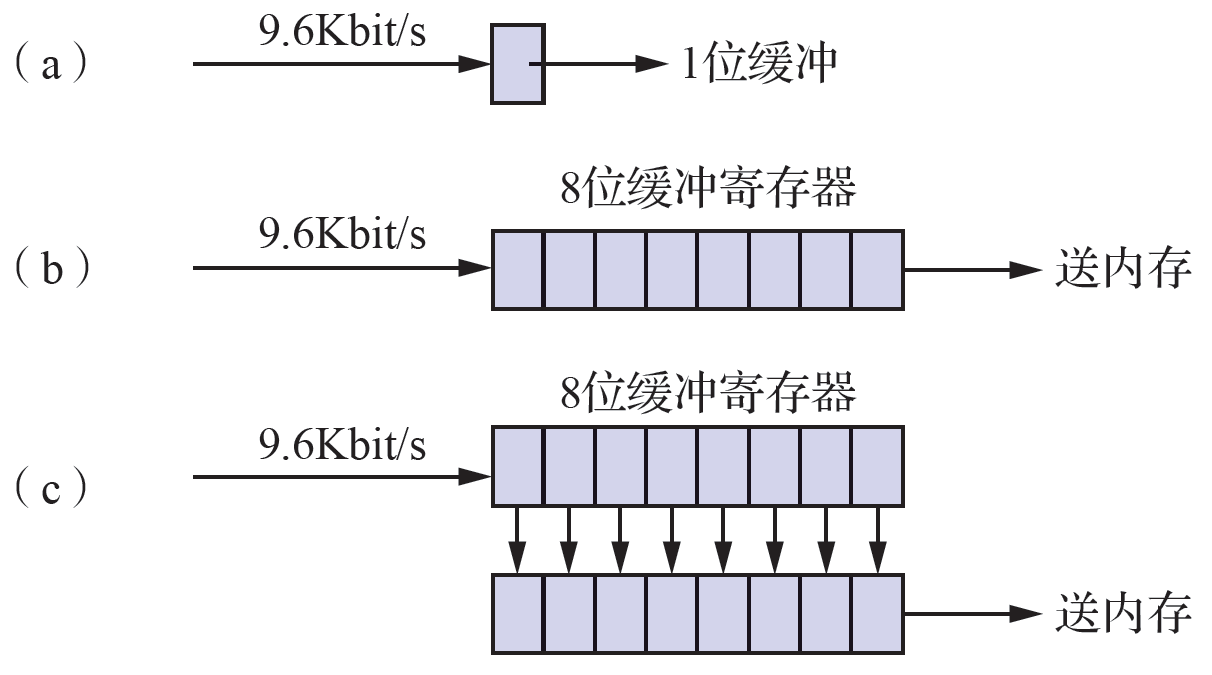 （a）
9.6Kbit/s
1位缓冲
8位缓冲寄存器
（b）
9.6Kbit/s
送内存
8位缓冲寄存器
（c）
9.6Kbit/s
送内存